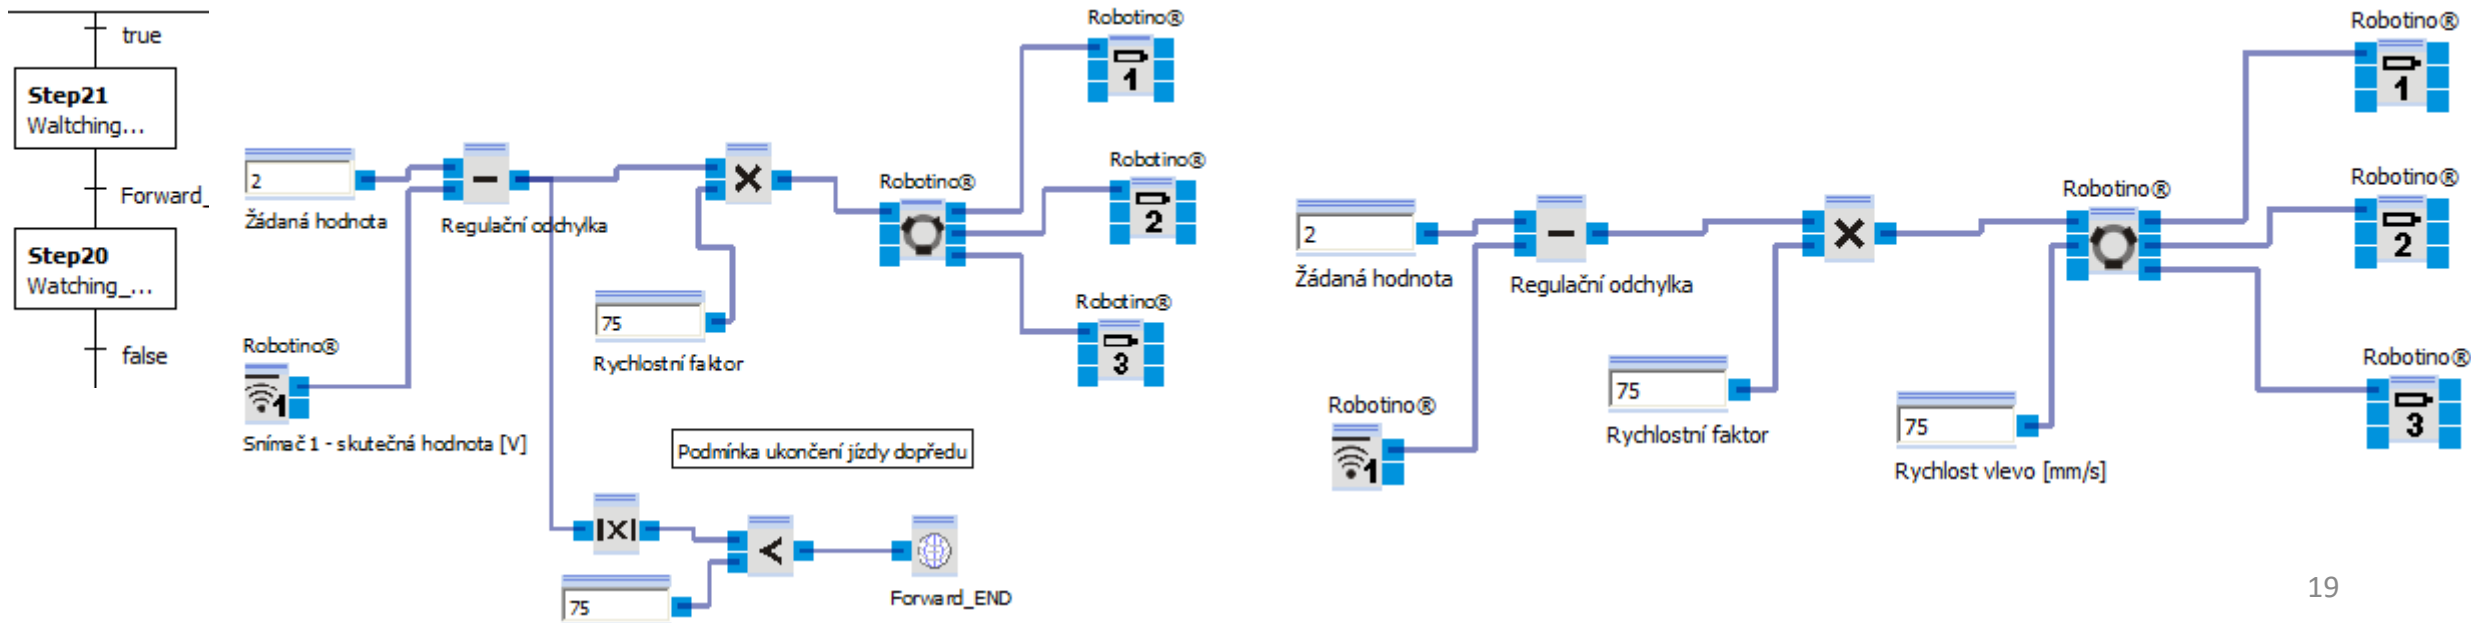 true
Step21
Waltching...
Forward_
Step20
Watching_...
false
2
Žádaná hodnota
Regulační odchylka
Robotino®
1
Snímač 1 - skutečná hodnota [V]
75
Rychlostní faktor
Robotino®
Robotino®
1
Robotino®
2
Robotino®
3
Podmínka ukončení jízdy dopředu
|X|
<
75
Forward_END
2
Žádaná hodnota
Regulační odchylka
Robotino®
1
75
Rychlostní faktor
75
Rychlost vlevo [mm/s]
Robotino®
Robotino®
1
Robotino®
2
Robotino®
3
19